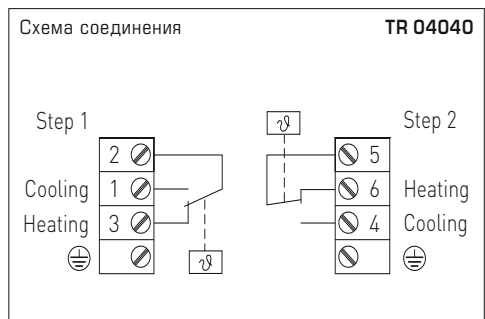 Схема соединения TR 04040
Step 1 ϑ Step 2
2 5
Cooling 1 6 Heating
Heating 3 4 Cooling
ϑ